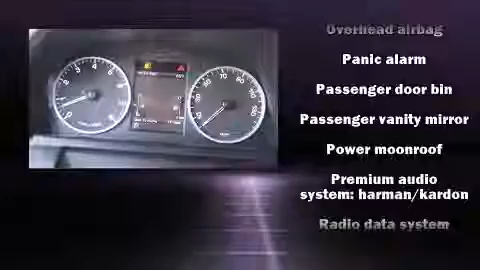 Overhead airbag
Panic alarm
Passenger door bin
Passenger vanity mirror
Power moonroof
Premium audio
system: harman/kardon
Radio data system